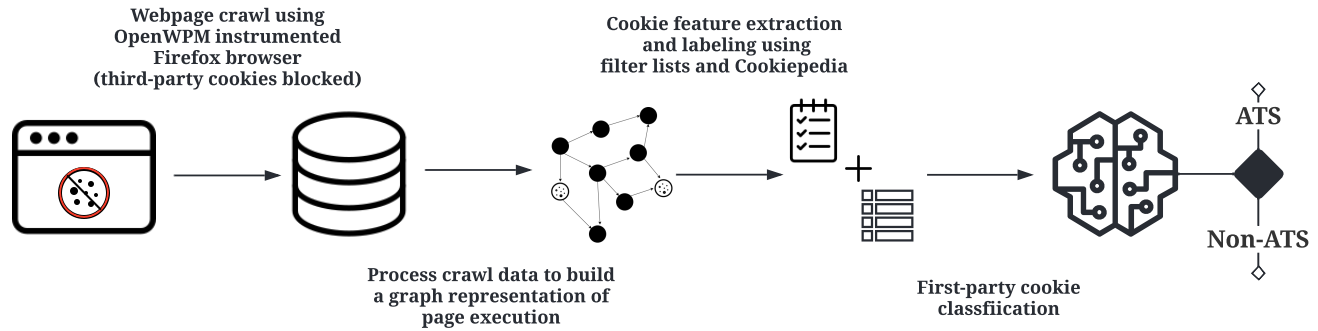 Webpage crawl using
OpenWPM instrumented
Firefox browser
(third-party cookies blocked)
Process crawl data to build
a graph representation of
page execution
Cookie feature extraction
and labeling using
filter lists and Cookiepedia
First-party cookie
classfiication
ATS
Non-ATS